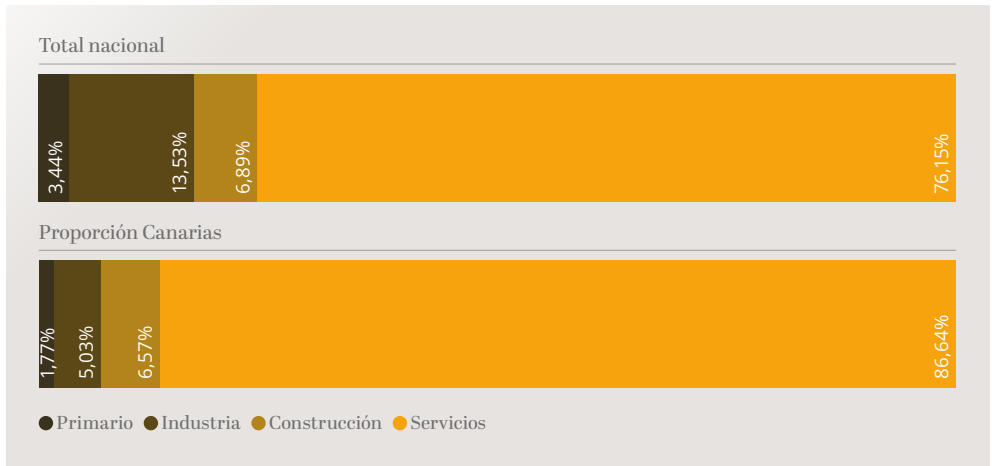 Total nacional
3,44%
13,53%
6,89%
76,15%
Proporción Canarias
1,77%
5,03%
6,57%
86,64%
Primario Industria Construcción Servicios